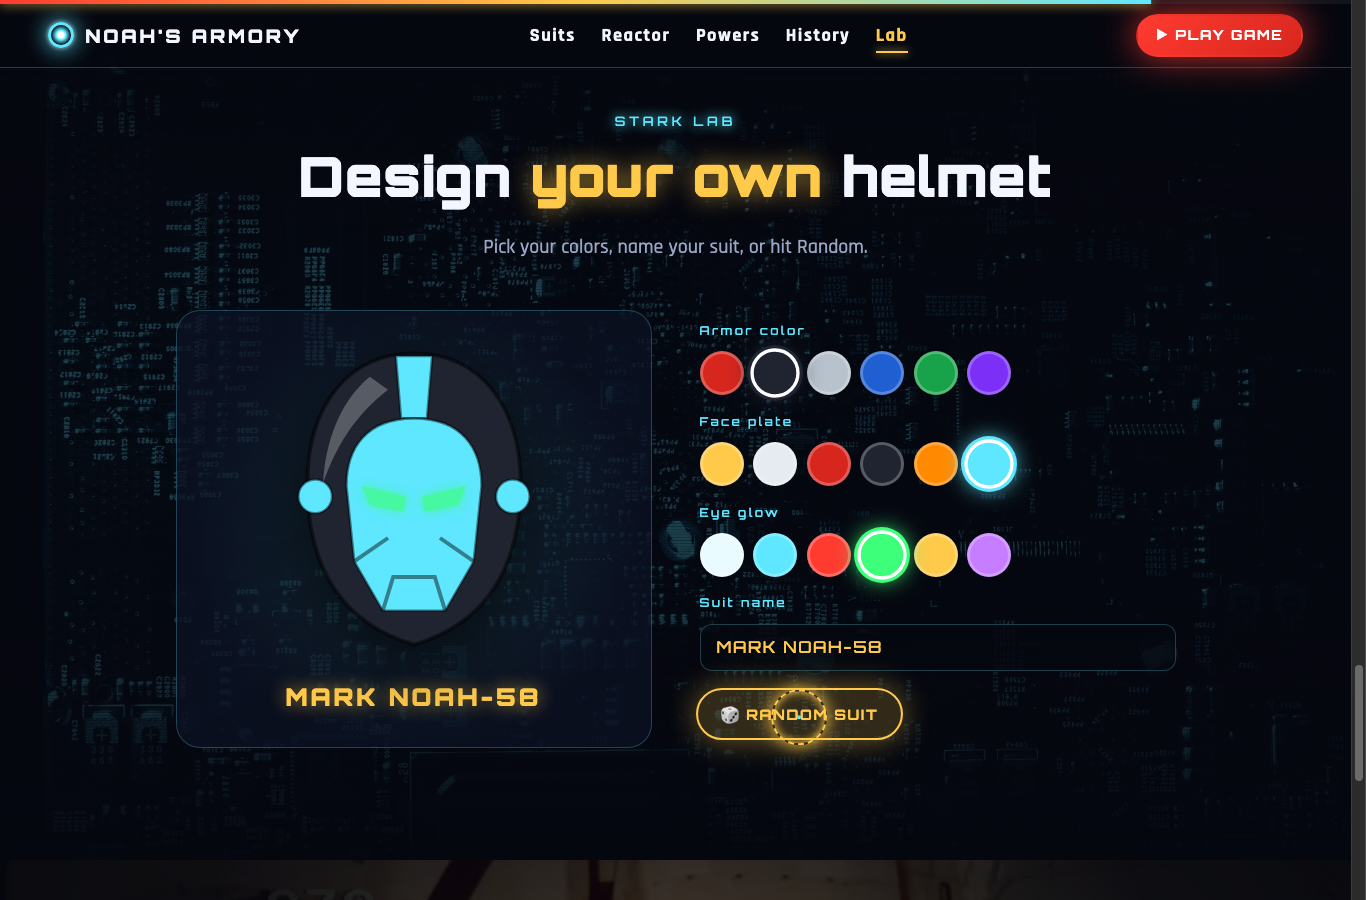 NOAH'S ARMORY
Suits
Reactor
Powers
History
Lab
PLAY GAME
STARK LAB
Design your own helmet
Pick your colors, name your suit, or hit Random.
Armor color
Face plate
Eye glow
Suit name
MARK NOAH-58
MARK NOAH-58
RANDOM SUIT